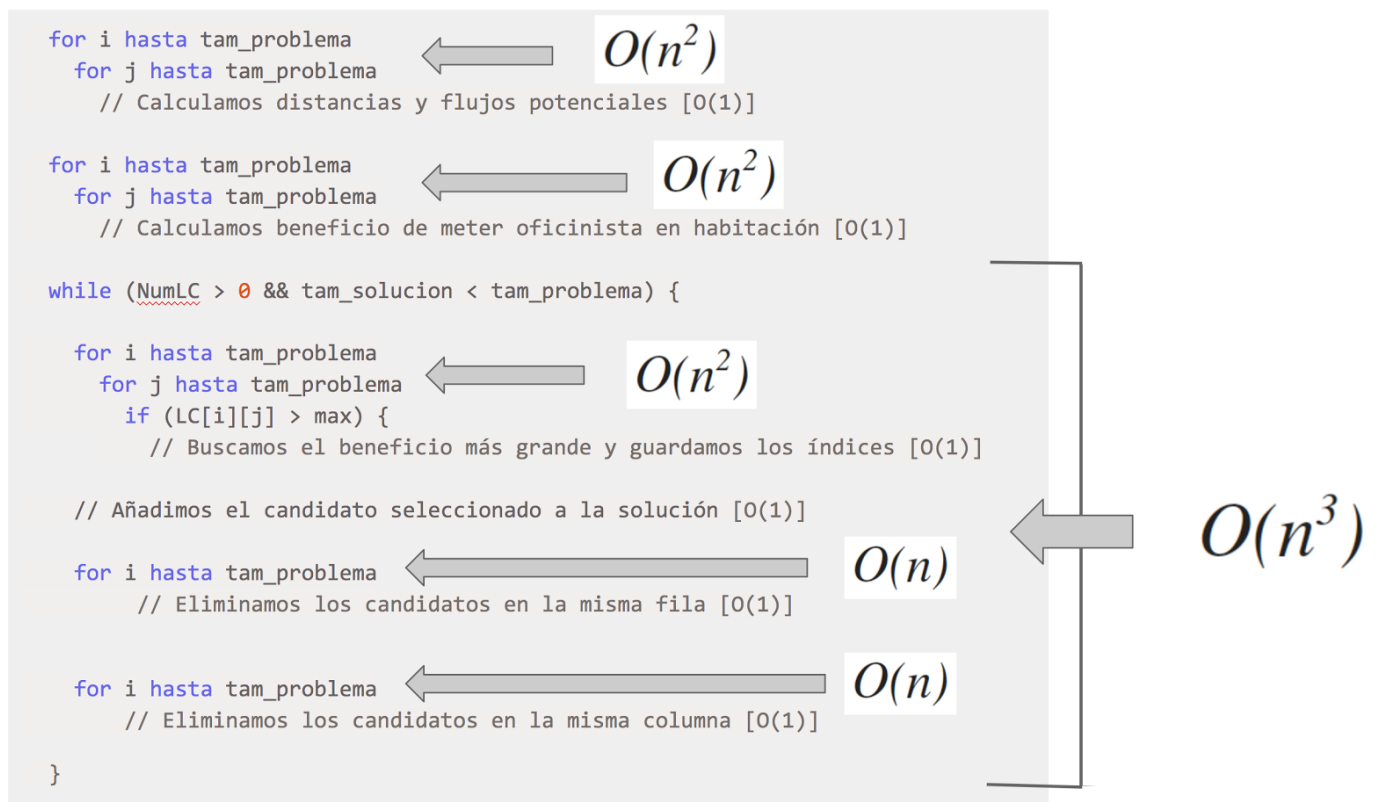 for i hasta tam_problema
O(n²)
for j hasta tam_problema
// Calculamos distancias y flujos potenciales [O(1)]
for i hasta tam_problema
O(n²)
for j hasta tam_problema
// Calculamos beneficio de meter oficinista en habitación [O(1)]
while (NumLC > 0 && tam_solucion < tam_problema) {
for i hasta tam_problema
O(n²)
for j hasta tam_problema
if (LC[i][j] > max) {
// Buscamos el beneficio más grande y guardamos los índices [O(1)]
// Añadimos el candidato seleccionado a la solución [O(1)]
O(n³)
for i hasta tam_problema
O(n)
// Eliminamos los candidatos en la misma fila [O(1)]
for i hasta tam_problema
O(n)
// Eliminamos los candidatos en la misma columna [O(1)]
}